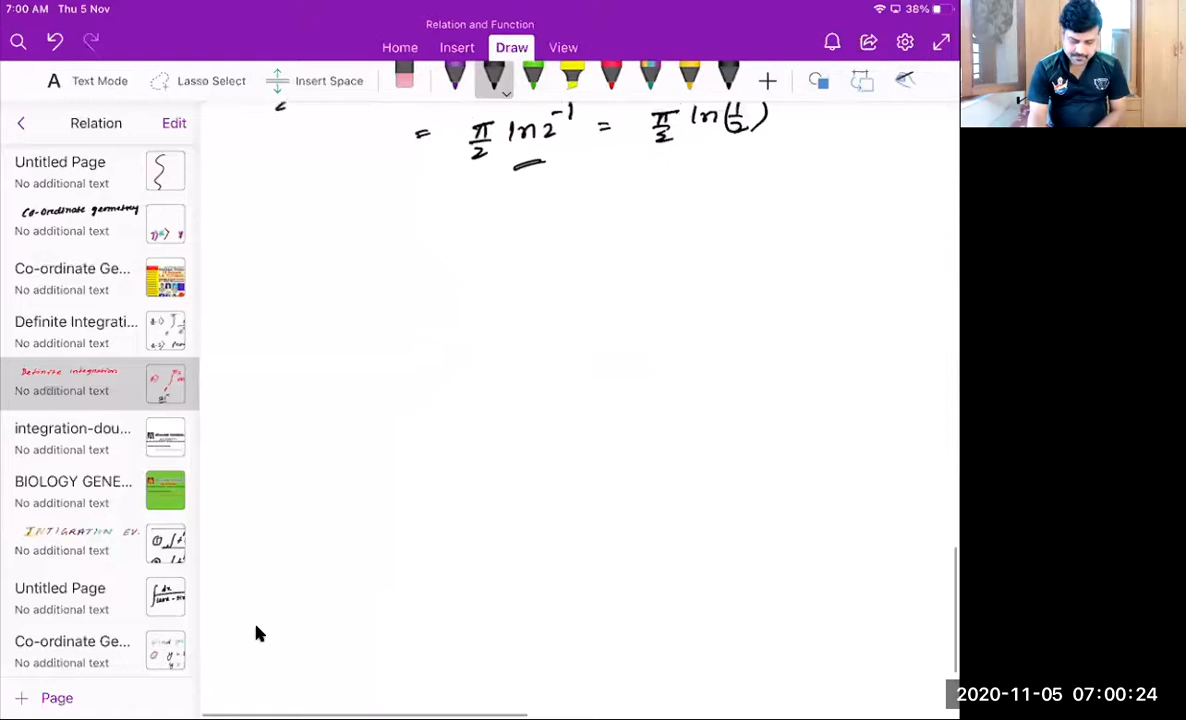 7:00 AM Thu 5 Nov
38%
Relation and Function
Home Insert Draw View
A Text Mode Lasso Select Insert Space
Relation Edit
Untitled Page
No additional text
Co-ordinate geometry
No additional text
Co-ordinate Ge...
No additional text
Definite Integrati...
No additional text
Definite integration
No additional text
integration-dou...
No additional text
BIOLOGY GENE...
No additional text
INTIGRATION EV.
No additional text
Untitled Page
No additional text
Co-ordinate Ge...
No additional text
+ Page
= π/2 ln 2⁻¹ = π/2 ln(1/2)
2020-11-05 07:00:24